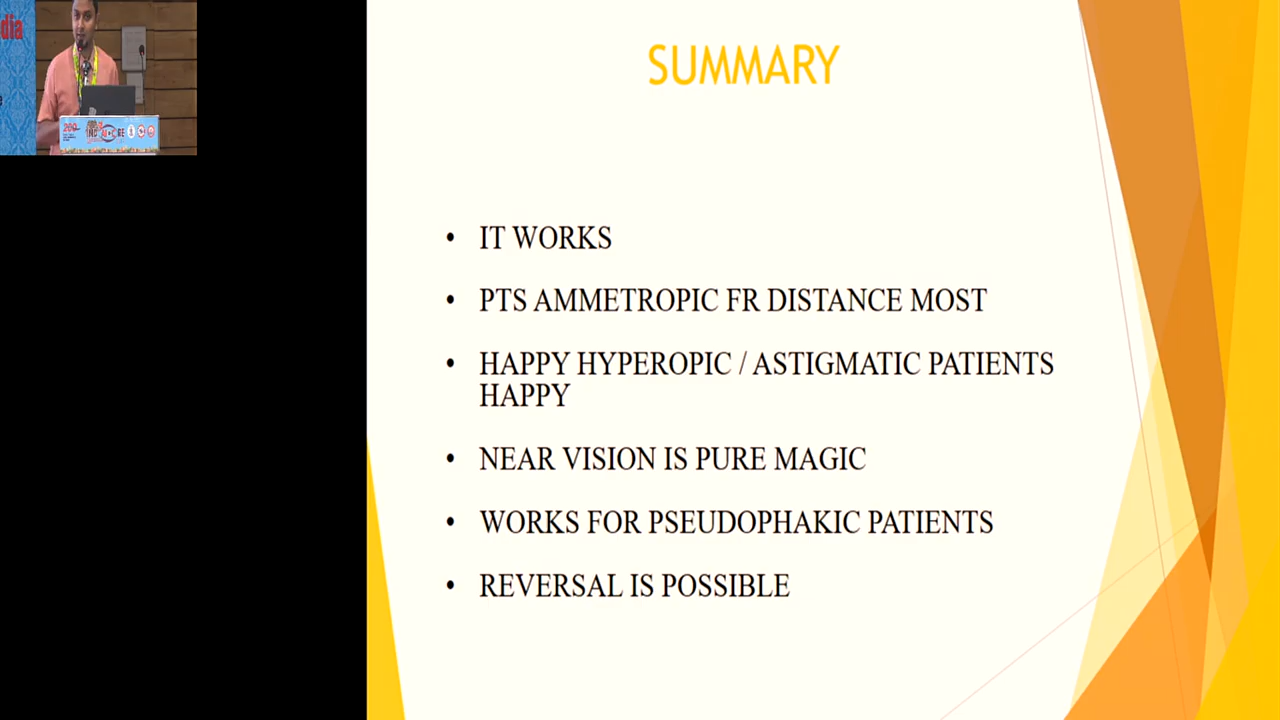 dia
SUMMARY
• IT WORKS
• PTS AMMETROPIC FR DISTANCE MOST
• HAPPY HYPEROPIC / ASTIGMATIC PATIENTS
HAPPY
• NEAR VISION IS PURE MAGIC
• WORKS FOR PSEUDOPHAKIC PATIENTS
• REVERSAL IS POSSIBLE